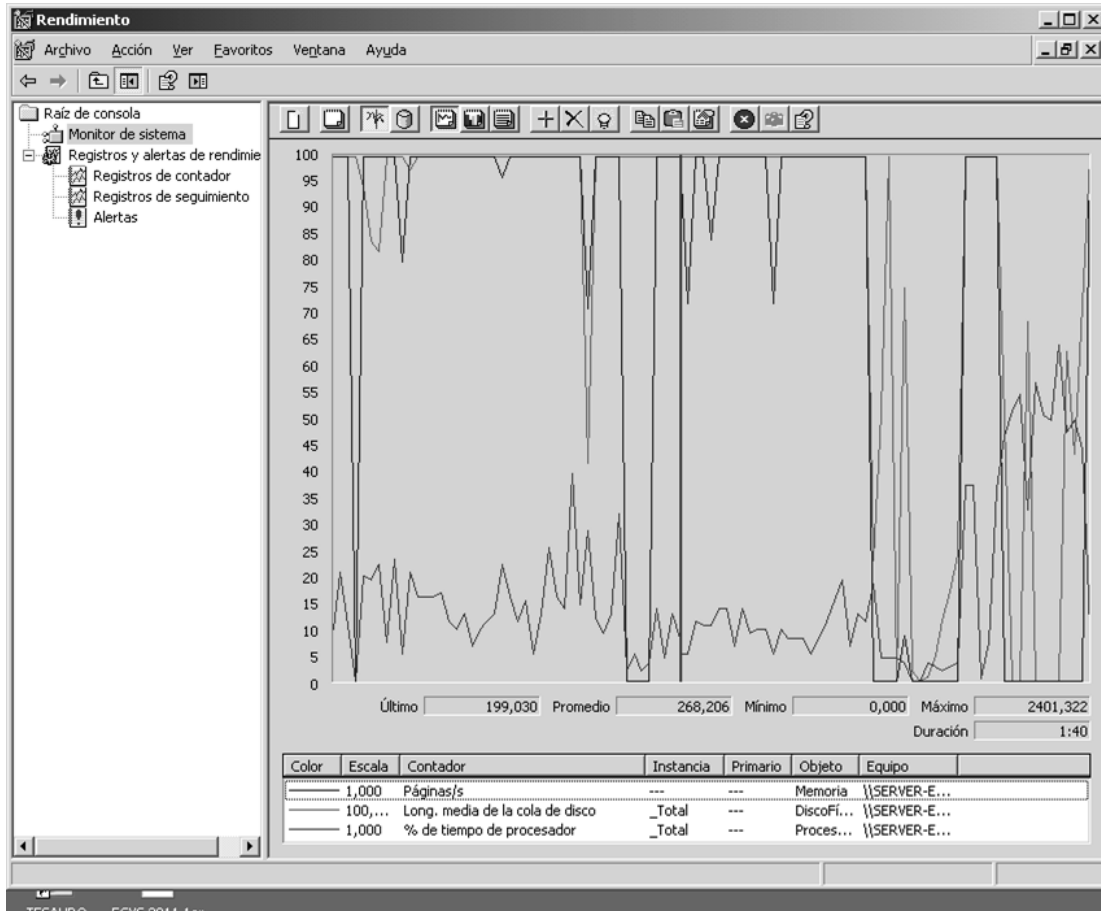 Rendimiento
Archivo Acción Ver Favoritos Ventana Ayuda
Raíz de consola
Monitor de sistema
Registros y alertas de rendimie
Registros de contador
Registros de seguimiento
Alertas
100
95
90
85
80
75
70
65
60
55
50
45
40
35
30
25
20
15
10
5
0
Último 199,030 Promedio 268,206 Mínimo 0,000 Máximo 2401,322
Duración 1:40
Color Escala Contador Instancia Primario Objeto Equipo
1,000 Páginas/s --- --- Memoria \\SERVER-E...
100,... Long. media de la cola de disco _Total --- DiscoFí... \\SERVER-E...
1,000 % de tiempo de procesador _Total --- Proces... \\SERVER-E...